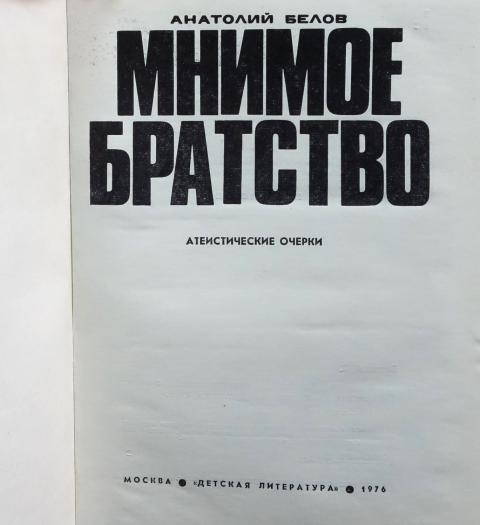 АНАТОЛИЙ БЕЛОВ
МНИМОЕ
БРАТСТВО
АТЕИСТИЧЕСКИЕ ОЧЕРКИ
МОСКВА ● «ДЕТСКАЯ ЛИТЕРАТУРА» ● 1976